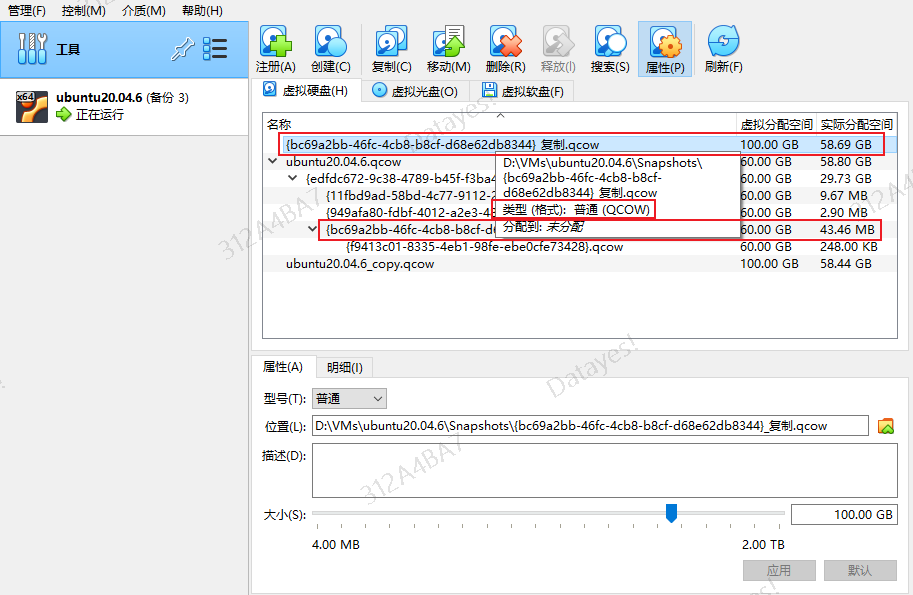 管理(F) 控制(M) 介质(M) 帮助(H)
工具
x64
ubuntu20.04.6 (备份 3)
正在运行
注册(A) 创建(C) 复制(C) 移动(M) 删除(R) 释放(I) 搜索(S) 属性(P) 刷新(F)
虚拟硬盘(H) 虚拟光盘(O) 虚拟软盘(F)
名称 虚拟分配空间 实际分配空间
{bc69a2bb-46fc-4cb8-b8cf-d68e62db8344}_复制.qcow 100.00 GB 58.69 GB
ubuntu20.04.6.qcow 60.00 GB 58.80 GB
{edfdc672-9c38-4789-b45f-f3ba4 60.00 GB 29.73 GB
{11fbd9ad-58bd-4c77-9112-2 60.00 GB 9.67 MB
{949afa80-fdbf-4012-a2e3-4 60.00 GB 2.90 MB
{bc69a2bb-46fc-4cb8-b8cf-d 60.00 GB 43.46 MB
{f9413c01-8335-4eb1-98fe-ebe0cfe73428}.qcow 60.00 GB 248.00 KB
ubuntu20.04.6_copy.qcow 100.00 GB 58.44 GB
D:\VMs\ubuntu20.04.6\Snapshots\
{bc69a2bb-46fc-4cb8-b8cf-
d68e62db8344}_复制.qcow
类型 (格式): 普通 (QCOW)
分配到: 未分配
属性(A) 明细(I)
型号(T): 普通
位置(L): D:\VMs\ubuntu20.04.6\Snapshots\{bc69a2bb-46fc-4cb8-b8cf-d68e62db8344}_复制.qcow
描述(D):
大小(S): 100.00 GB
4.00 MB 2.00 TB
应用 默认
Datayes!
312A4BA7
312A4BA7
Datayes!
312A4BA7
Datayes!